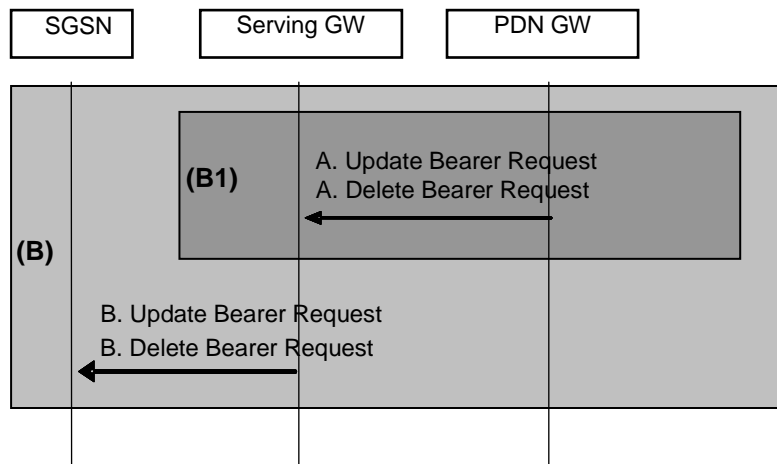 SGSN
Serving GW
PDN GW
A. Update Bearer Request
(B1)
A. Delete Bearer Request
(B)
B. Update Bearer Request
B. Delete Bearer Request